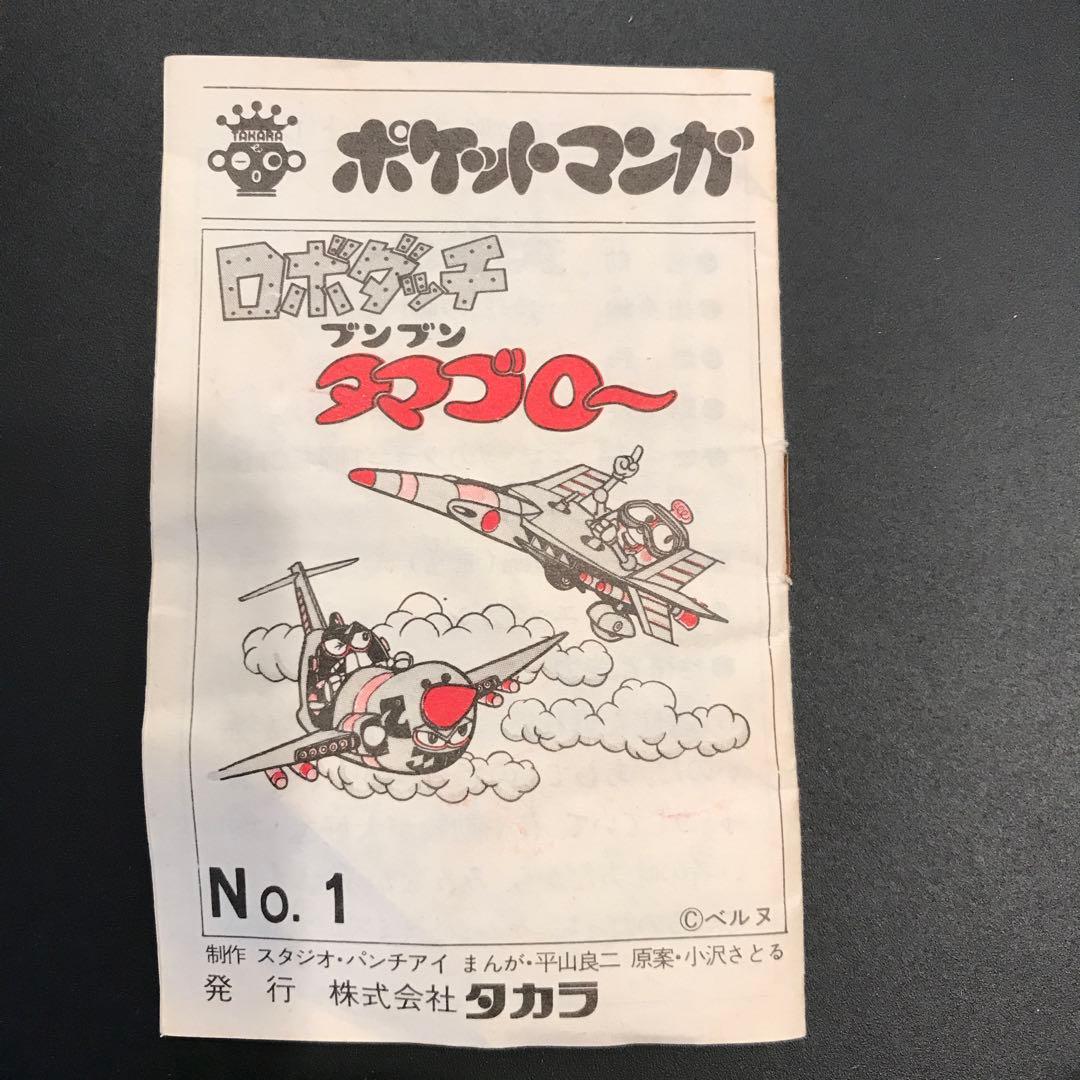 TAKARA
ポケットマンガ
ロボダッチ
ブンブン
タマゴロ〜
No. 1
©ベルヌ
制作 スタジオ・パンチアイ まんが・平山良二 原案・小沢さとる
発行 株式会社タカラ